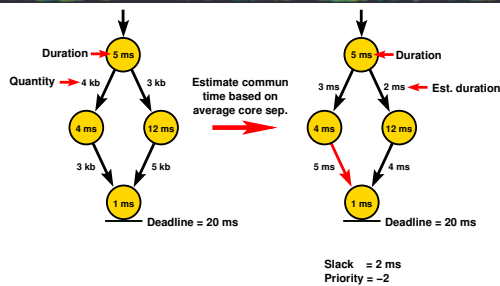 Duration
5 ms
Quantity
4 kb
3 kb
4 ms
12 ms
3 kb
5 kb
1 ms
Deadline = 20 ms
Estimate commun
time based on
average core sep.
5 ms
Duration
3 ms
2 ms
Est. duration
4 ms
12 ms
5 ms
4 ms
1 ms
Deadline = 20 ms
Slack = 2 ms
Priority = −2